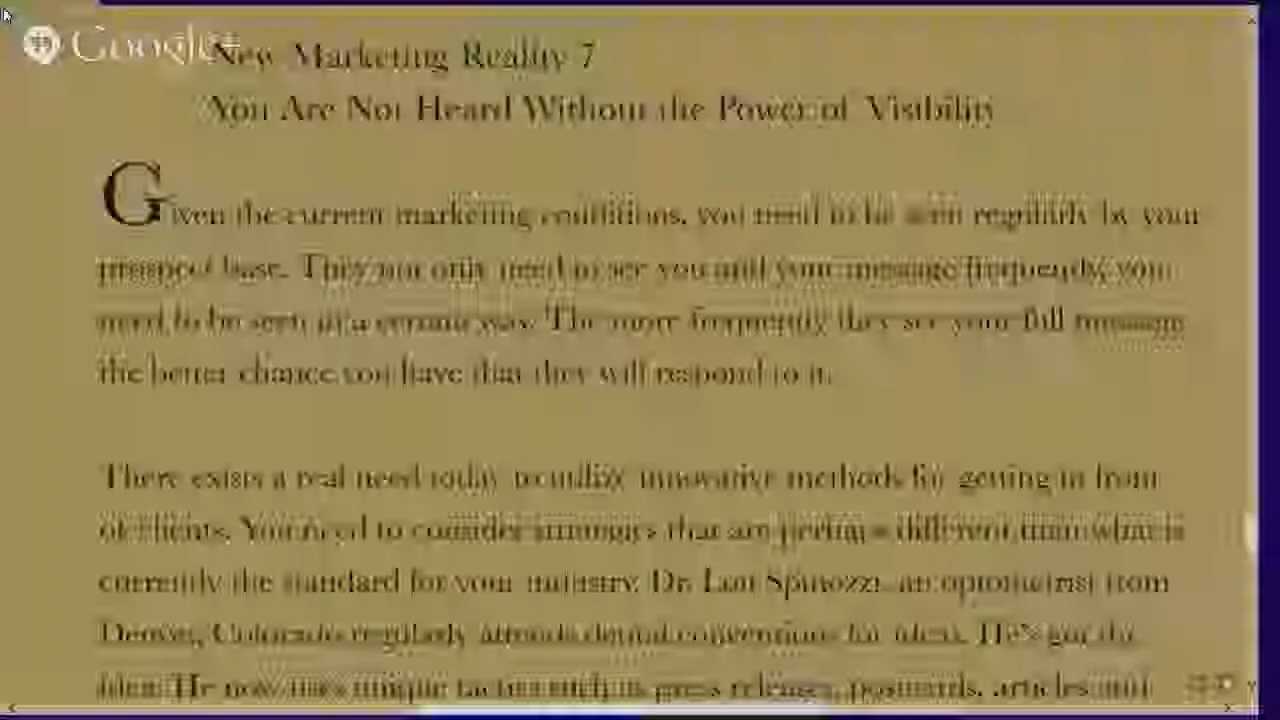 Google+
New Marketing Reality 7
You Are Not Heard Without the Power of Visibility
Given the current marketing conditions, you need to be seen regularly by your
prospect base. They not only need to see you and your message frequently, you
need to be seen in a certain way. The more frequently they see your full message
the better chance you have that they will respond to it.
There exists a real need today to utilize innovative methods for getting in front
of clients. You need to consider strategies that are perhaps different than what is
currently the standard for your industry. Dr. Lon Spinozzi, an optometrist from
Denver, Colorado regularly attends dental conventions for ideas. He's got the
idea. He now uses unique tactics such as press releases, postcards, articles and